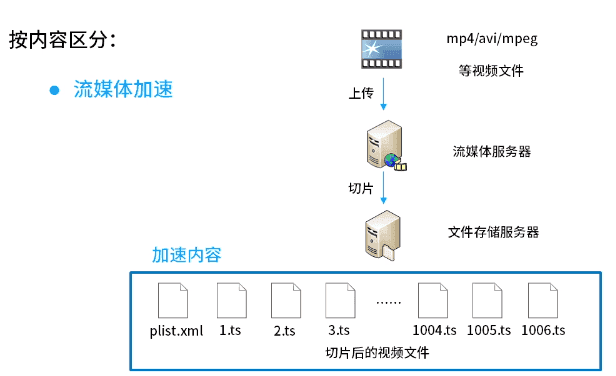 按内容区分：
mp4/avi/mpeg
等视频文件
流媒体加速
上传
流媒体服务器
切片
文件存储服务器
加速内容
plist.xml 1.ts 2.ts 3.ts …… 1004.ts 1005.ts 1006.ts
切片后的视频文件